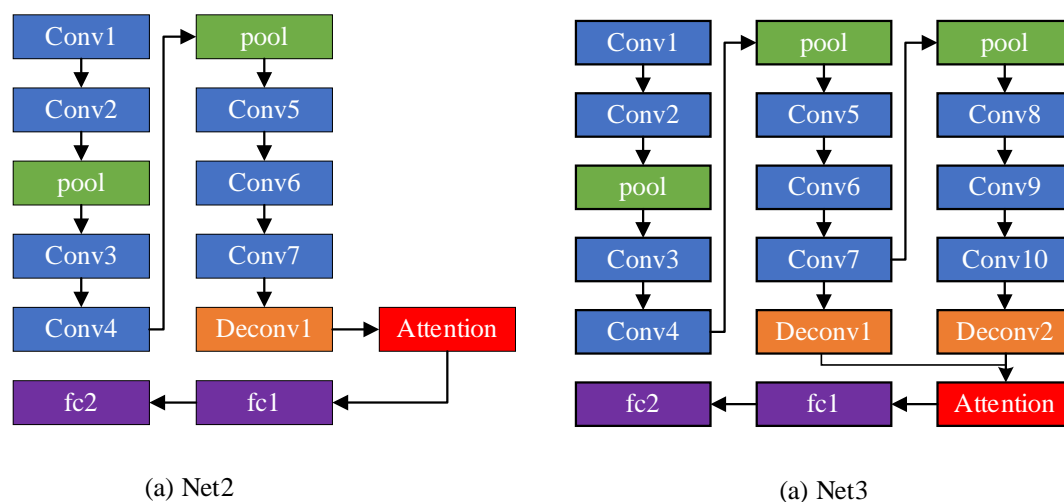 Conv1
Conv2
pool
Conv3
Conv4
pool
Conv5
Conv6
Conv7
Deconv1
Attention
fc2
fc1
(a) Net2
Conv1
Conv2
pool
Conv3
Conv4
pool
Conv5
Conv6
Conv7
Deconv1
pool
Conv8
Conv9
Conv10
Deconv2
fc2
fc1
Attention
(a) Net3